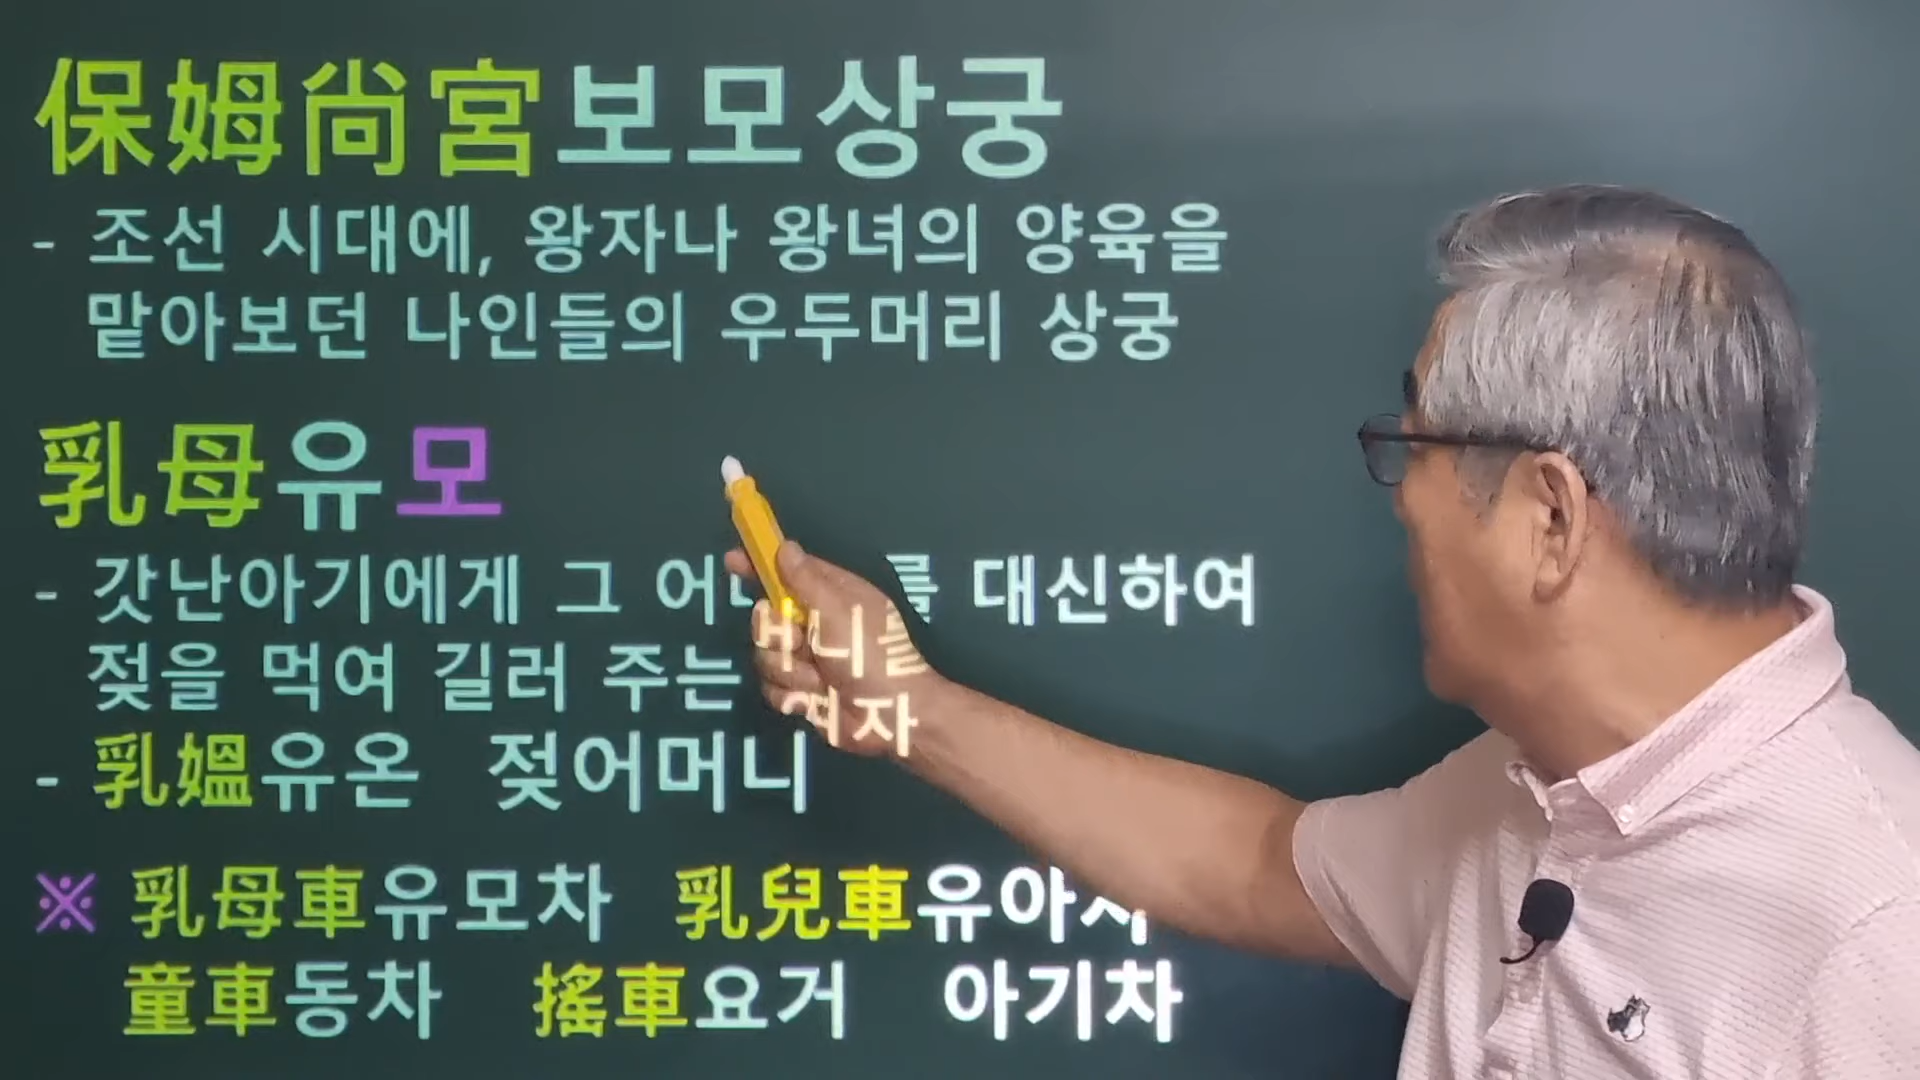 保姆尙宮보모상궁
- 조선 시대에, 왕자나 왕녀의 양육을
맡아보던 나인들의 우두머리 상궁
乳母유모
- 갓난아기에게 그 어머니를 대신하여
젖을 먹여 길러 주는 여자
- 乳媼유온 젖어머니
※ 乳母車유모차 乳兒車유아차
童車동차 搖車요거 아기차